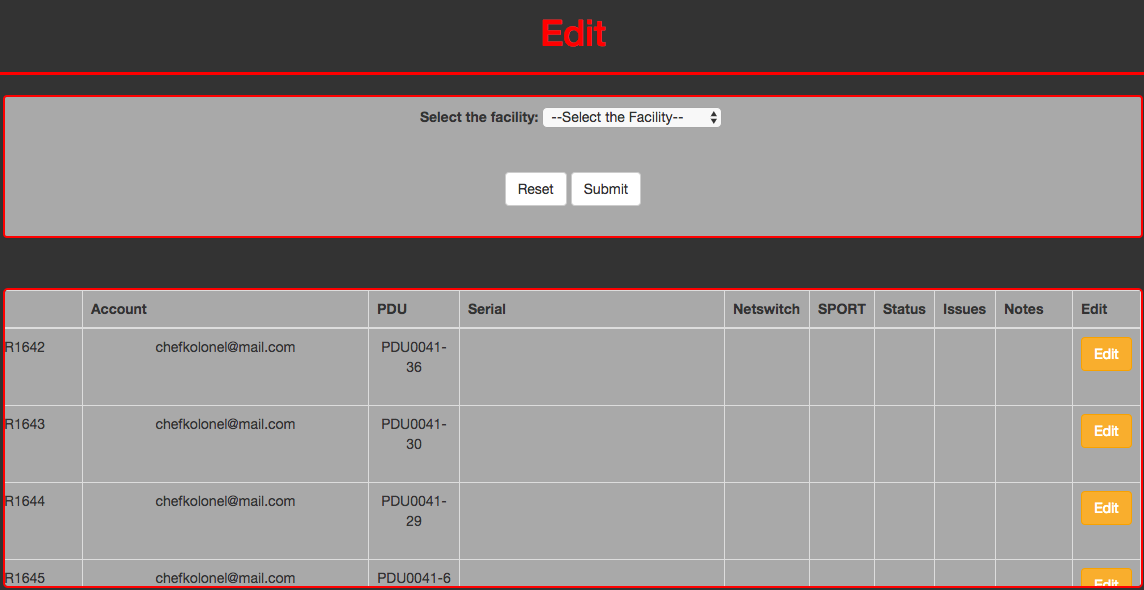 Edit
Select the facility: --Select the Facility--
Reset Submit
Account PDU Serial Netswitch SPORT Status Issues Notes Edit
R1642 chefkolonel@mail.com PDU0041-36 Edit
R1643 chefkolonel@mail.com PDU0041-30 Edit
R1644 chefkolonel@mail.com PDU0041-29 Edit
R1645 chefkolonel@mail.com PDU0041-6 Edit